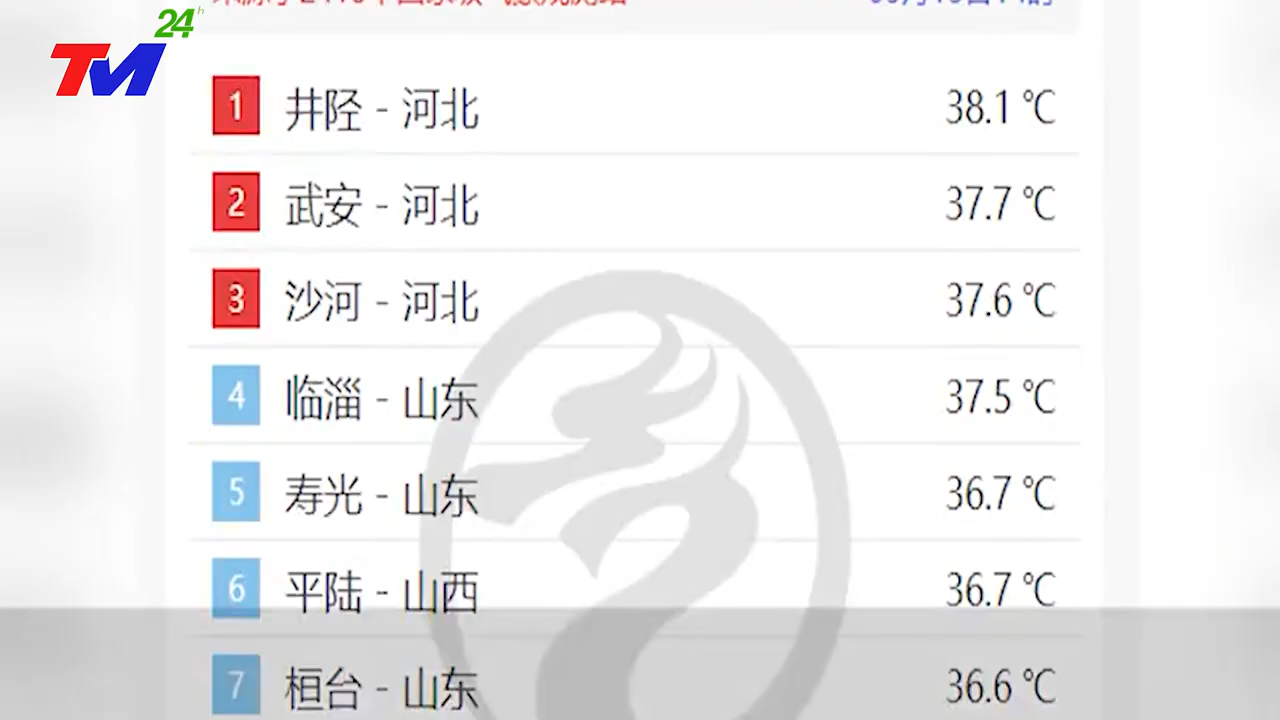 TM 24h
1 井陉 - 河北 38.1 ℃
2 武安 - 河北 37.7 ℃
3 沙河 - 河北 37.6 ℃
4 临淄 - 山东 37.5 ℃
5 寿光 - 山东 36.7 ℃
6 平陆 - 山西 36.7 ℃
7 桓台 - 山东 36.6 ℃